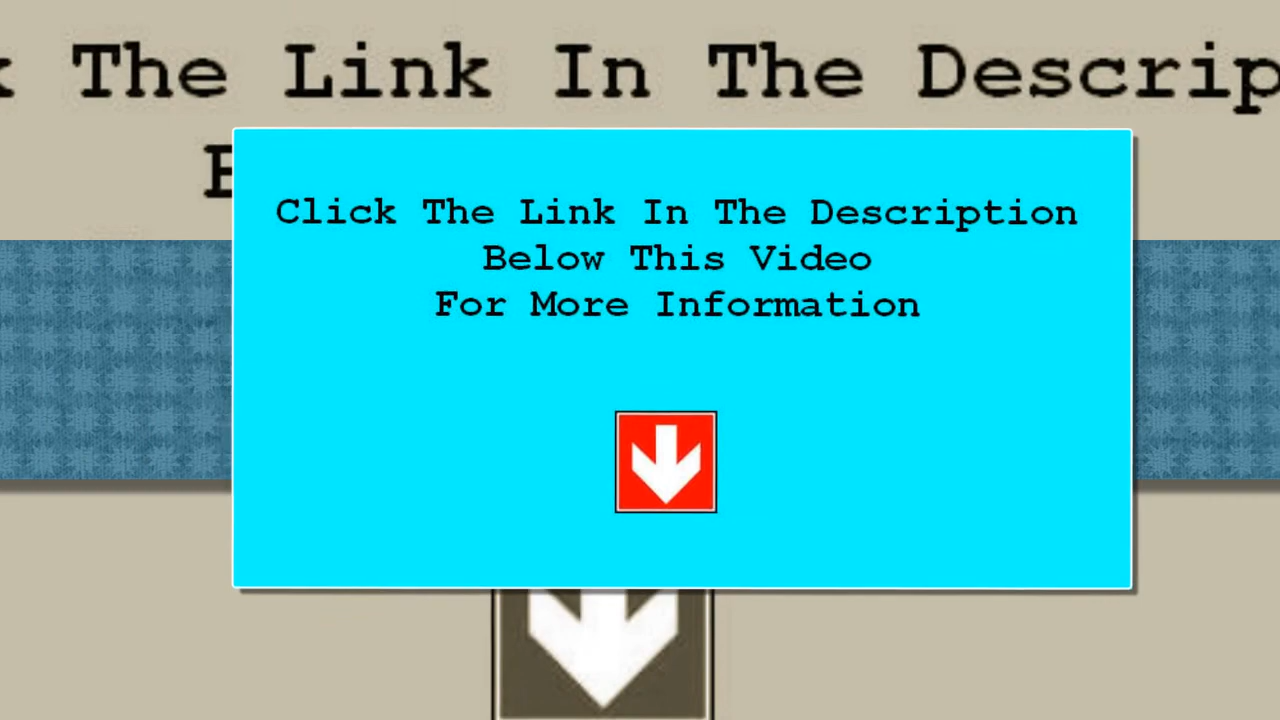 k The Link In The Descrip
B
Click The Link In The Description
Below This Video
For More Information